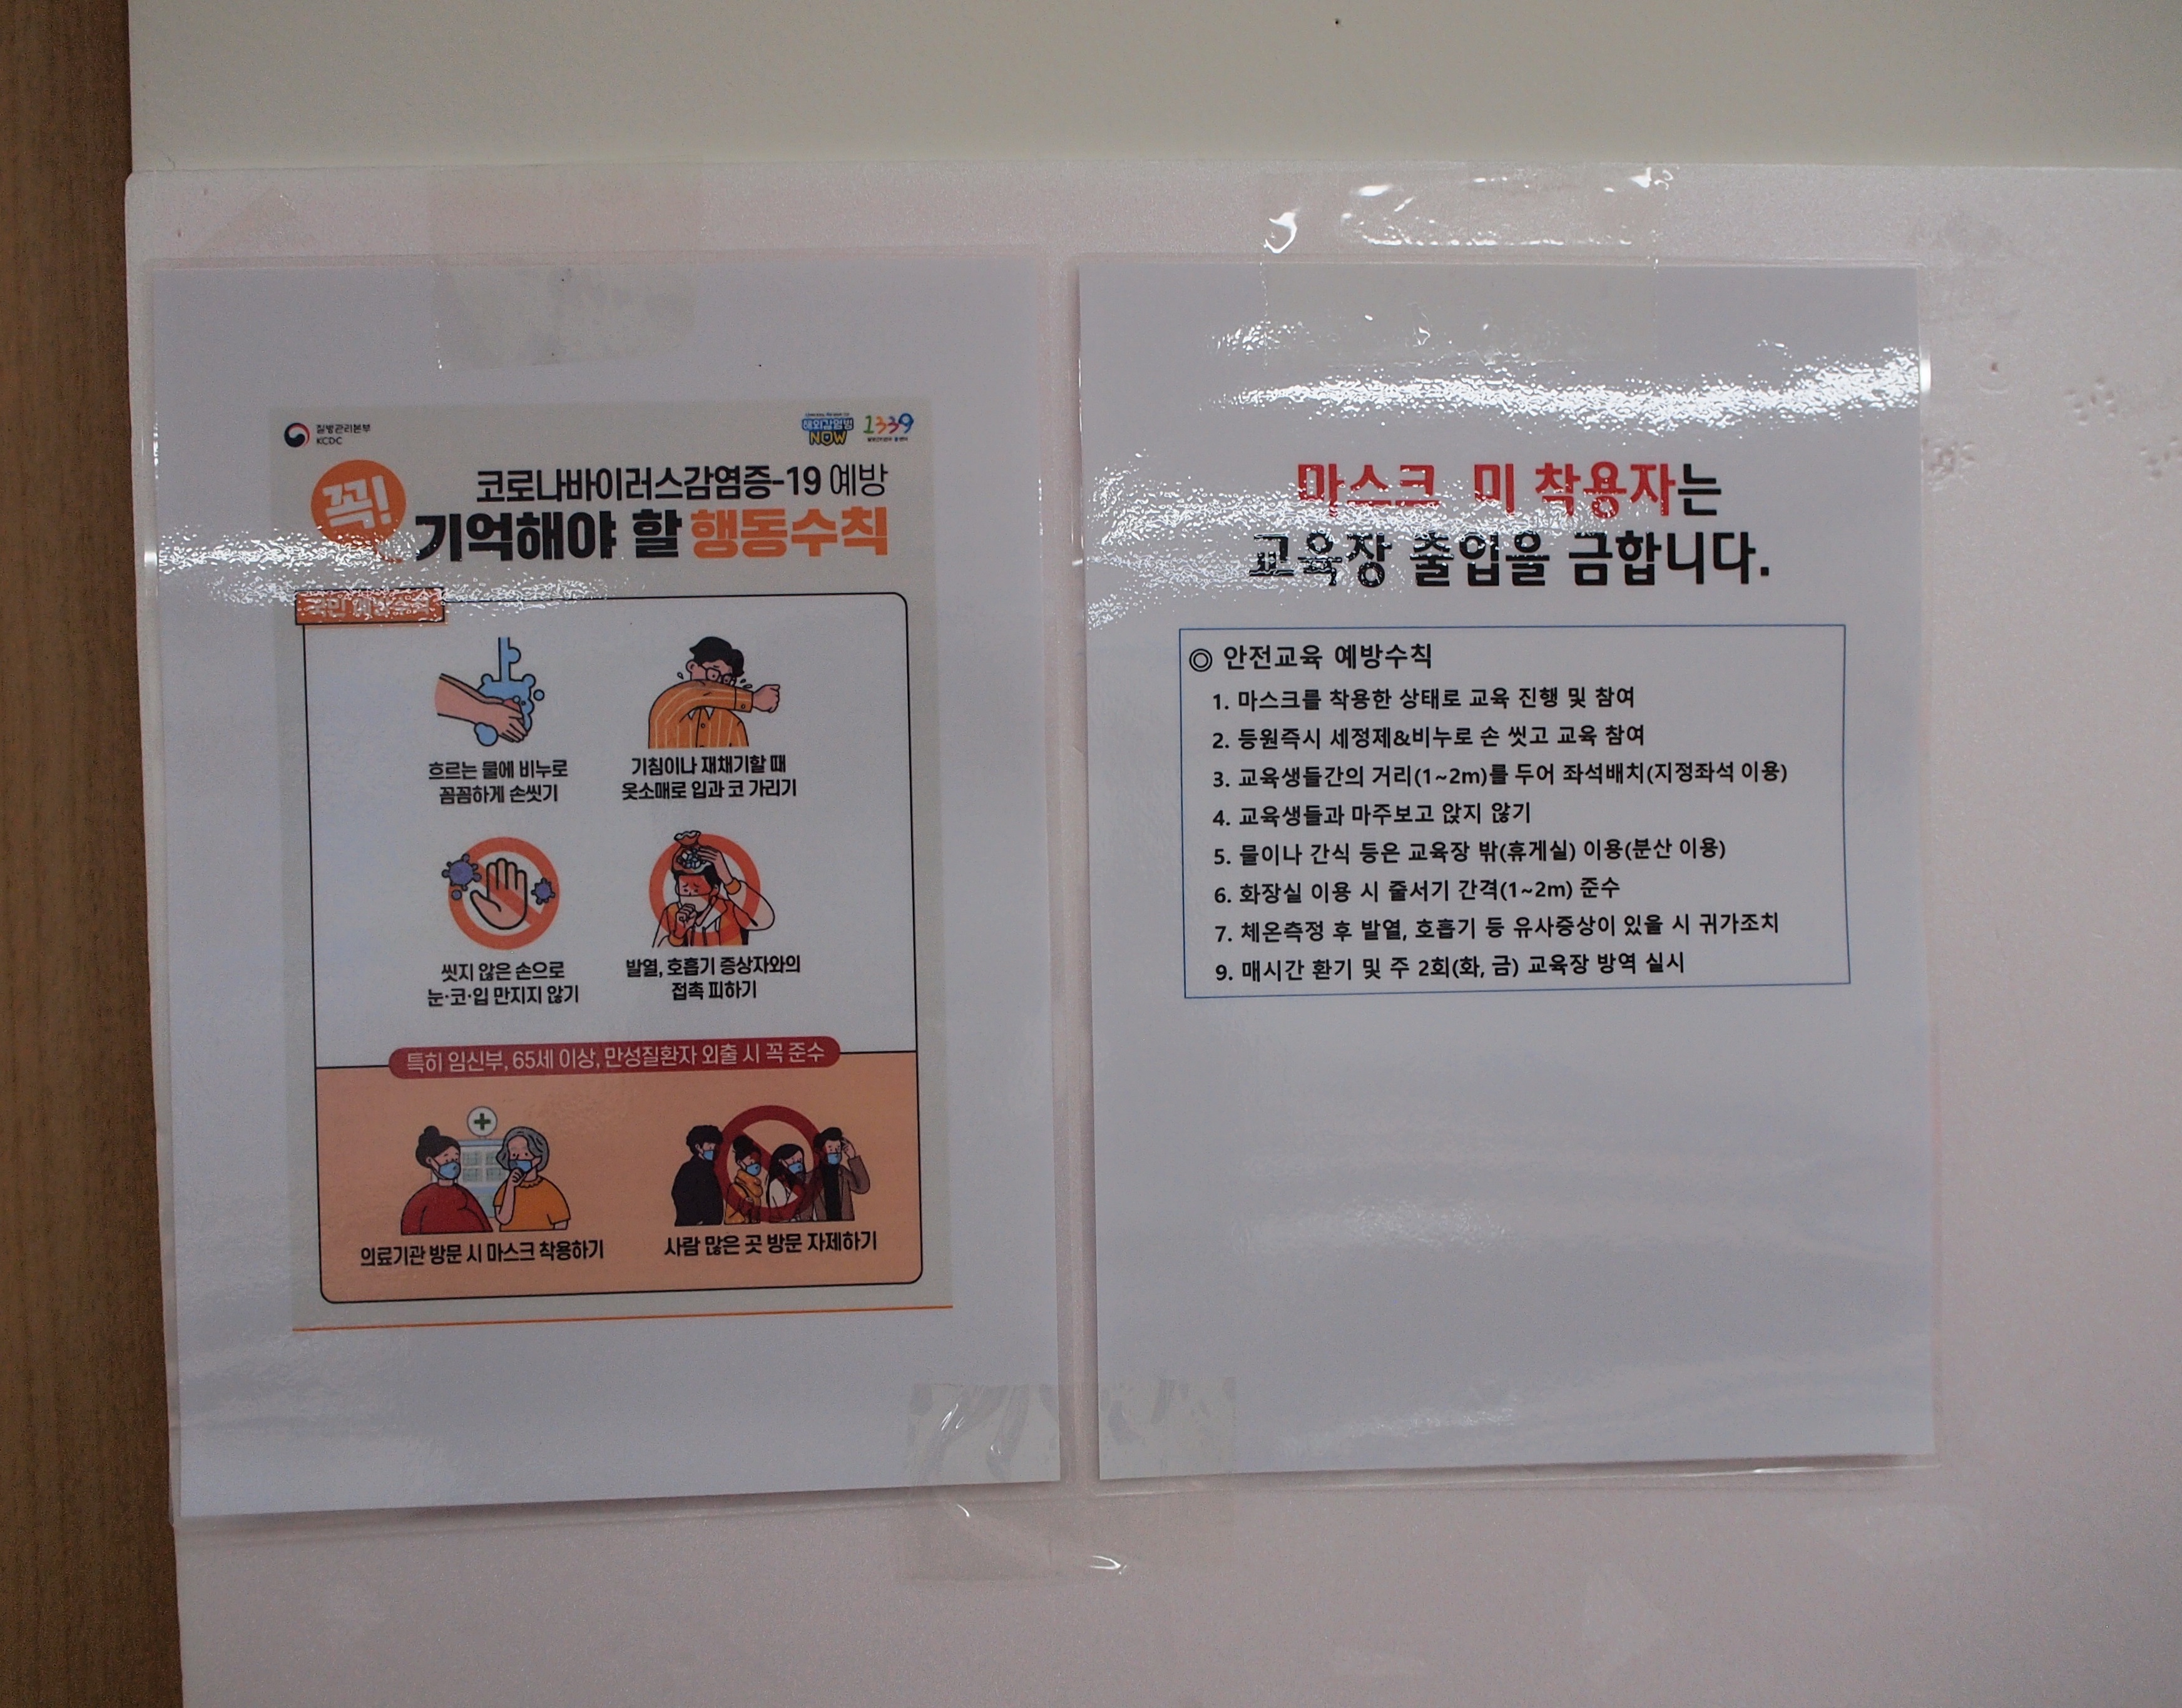 질병관리본부
KCDC
해외감염병
NOW
1339
꼭!
코로나바이러스감염증-19 예방
기억해야 할 행동수칙
국민 예방수칙
흐르는 물에 비누로
꼼꼼하게 손씻기
기침이나 재채기할 때
옷소매로 입과 코 가리기
씻지 않은 손으로
눈·코·입 만지지 않기
발열, 호흡기 증상자와의
접촉 피하기
특히 임신부, 65세 이상, 만성질환자 외출 시 꼭 준수
의료기관 방문 시 마스크 착용하기
사람 많은 곳 방문 자제하기
마스크 미 착용자는
교육장 출입을 금합니다.
◎ 안전교육 예방수칙
1. 마스크를 착용한 상태로 교육 진행 및 참여
2. 등원즉시 세정제&비누로 손 씻고 교육 참여
3. 교육생들간의 거리(1~2m)를 두어 좌석배치(지정좌석 이용)
4. 교육생들과 마주보고 앉지 않기
5. 물이나 간식 등은 교육장 밖(휴게실) 이용(분산 이용)
6. 화장실 이용 시 줄서기 간격(1~2m) 준수
7. 체온측정 후 발열, 호흡기 등 유사증상이 있을 시 귀가조치
9. 매시간 환기 및 주 2회(화, 금) 교육장 방역 실시